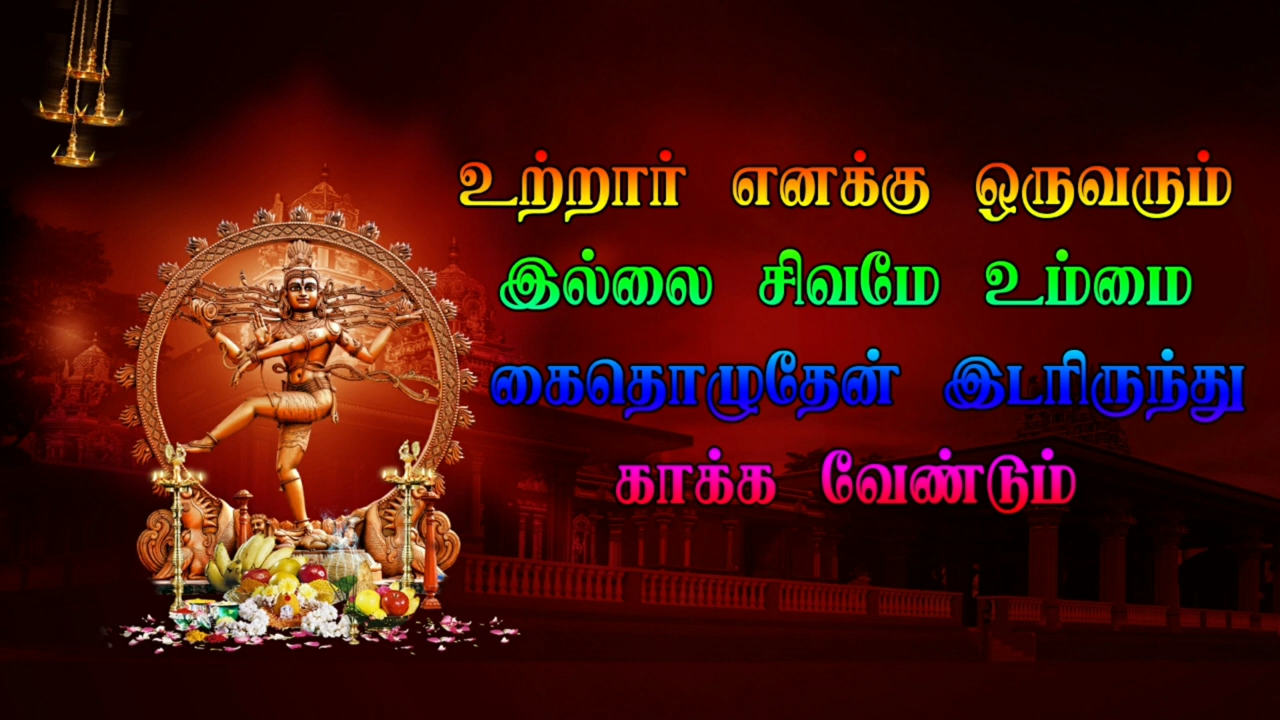 உற்றார் எனக்கு ஒருவரும்
இல்லை சிவமே உம்மை
கைதொழுதேன் இடரிருந்து
காக்க வேண்டும்